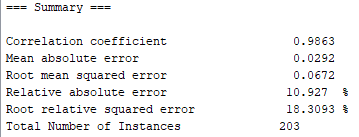 === Summary ===
Correlation coefficient 0.9863
Mean absolute error 0.0292
Root mean squared error 0.0672
Relative absolute error 10.927 %
Root relative squared error 18.3093 %
Total Number of Instances 203